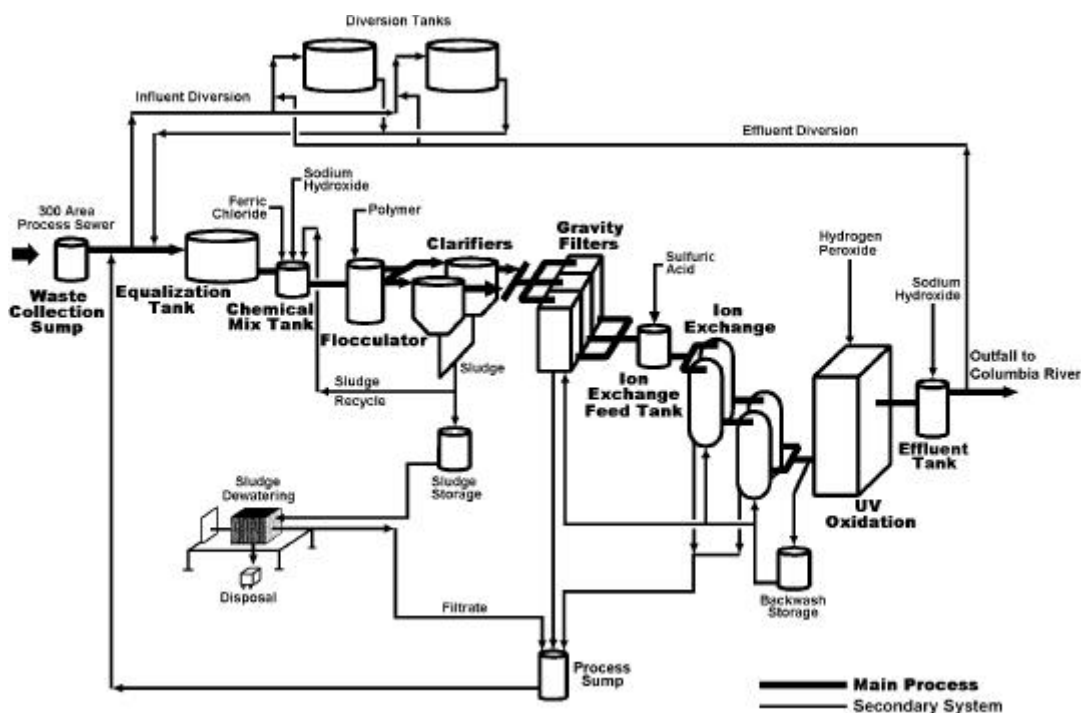 Diversion Tanks
Influent Diversion
Effluent Diversion
Sodium
Hydroxide
Ferric
Chloride
Polymer
300 Area
Process Sewer
Waste
Collection
Sump
Equalization
Tank
Chemical
Mix Tank
Flocculator
Clarifiers
Gravity
Filters
Sulfuric
Acid
Ion
Exchange
Feed Tank
Ion
Exchange
Hydrogen
Peroxide
Sodium
Hydroxide
Outfall to
Columbia River
Effluent
Tank
UV
Oxidation
Sludge
Sludge
Recycle
Sludge
Storage
Sludge
Dewatering
Disposal
Filtrate
Backwash
Storage
Process
Sump
Main Process
Secondary System